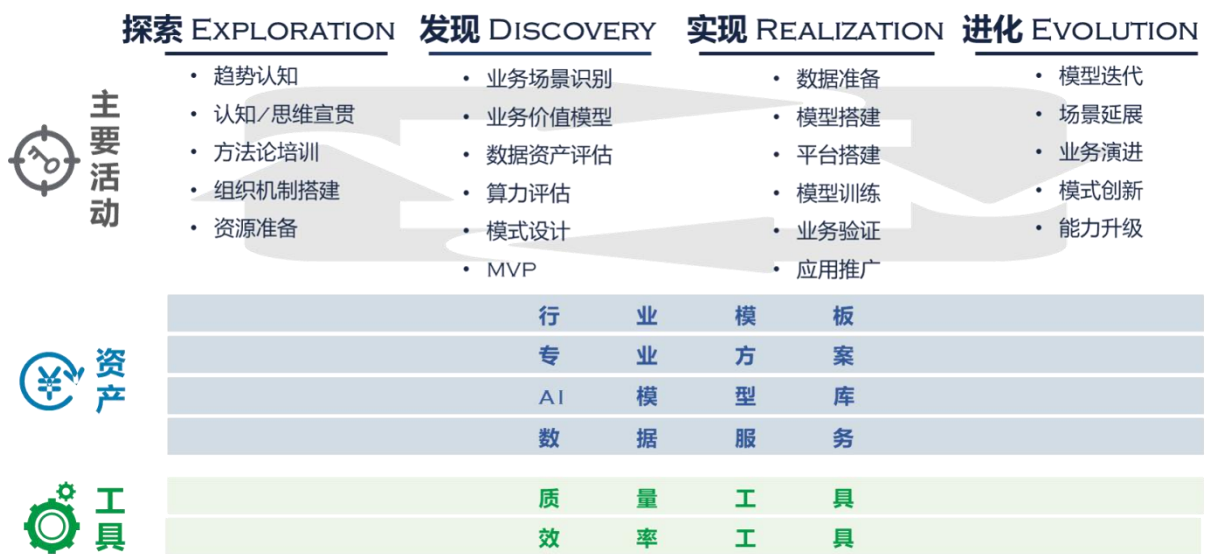 探索 EXPLORATION
发现 DISCOVERY
实现 REALIZATION
进化 EVOLUTION
主要活动
• 趋势认知
• 认知/思维宣贯
• 方法论培训
• 组织机制搭建
• 资源准备
• 业务场景识别
• 业务价值模型
• 数据资产评估
• 算力评估
• 模式设计
• MVP
• 数据准备
• 模型搭建
• 平台搭建
• 模型训练
• 业务验证
• 应用推广
• 模型迭代
• 场景延展
• 业务演进
• 模式创新
• 能力升级
资产
行业模板
专业方案
AI模型库
数据服务
工具
质量工具
效率工具